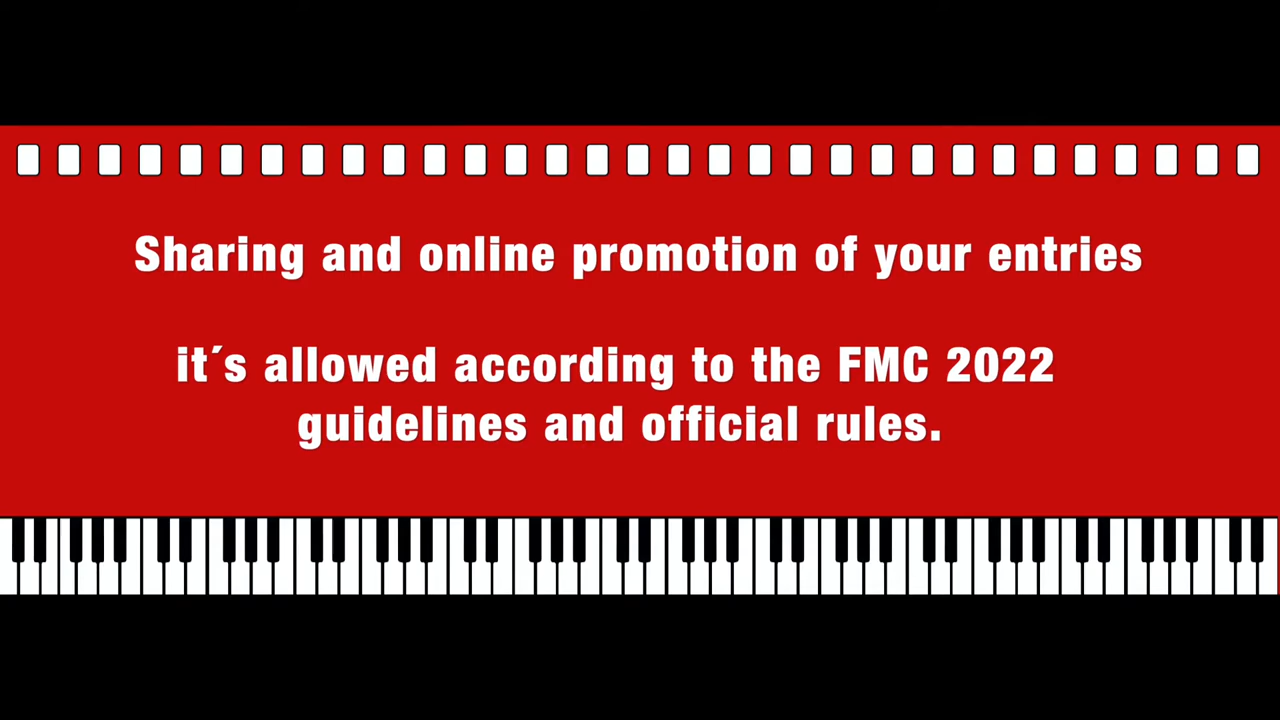 Sharing and online promotion of your entries
it´s allowed according to the FMC 2022
guidelines and official rules.